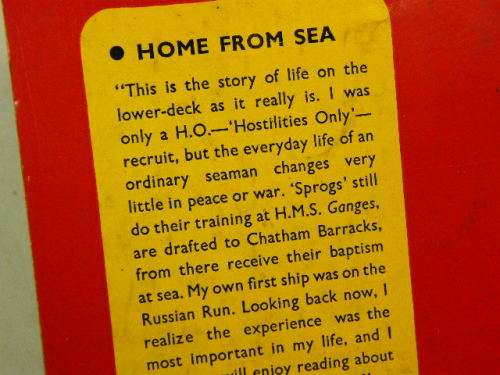 ● HOME FROM SEA
“This is the story of life on the
lower-deck as it really is. I was
only a H.O.—‘Hostilities Only’—
recruit, but the everyday life of an
ordinary seaman changes very
little in peace or war. ‘Sprogs’ still
do their training at H.M.S. Ganges,
are drafted to Chatham Barracks,
from there receive their baptism
at sea. My own first ship was on the
Russian Run. Looking back now, I
realize the experience was the
most important in my life, and I
will enjoy reading about